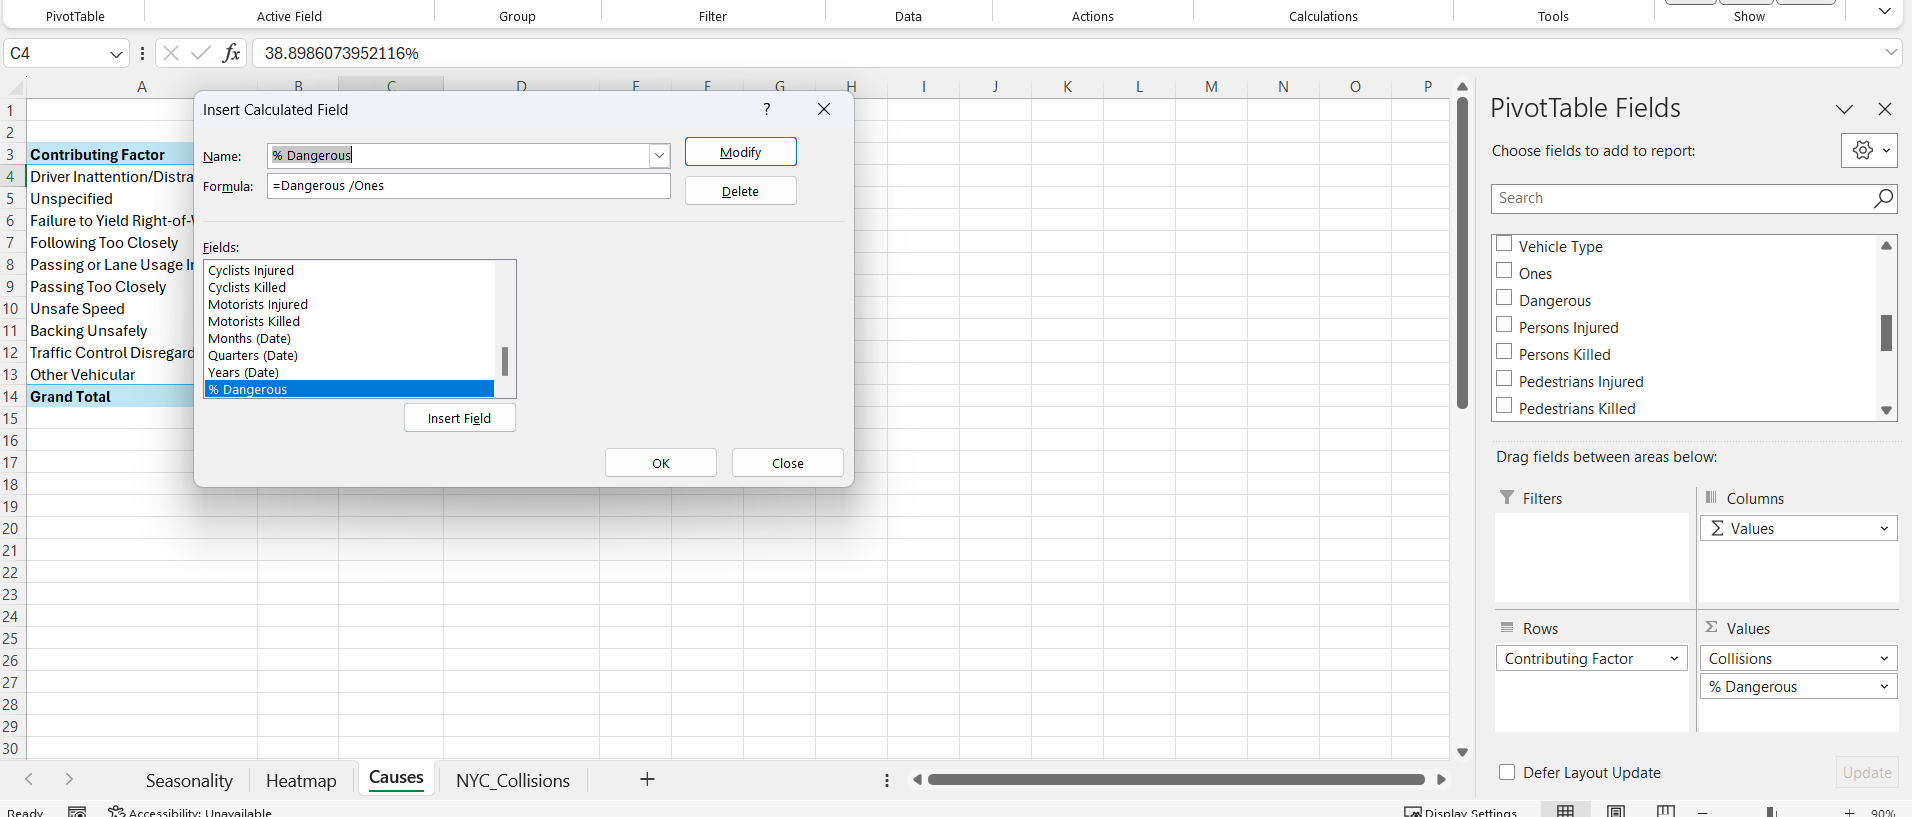 PivotTable Active Field Group Filter Data Actions Calculations Tools Show
C4 fx 38.8986073952116%
A B C D E F G H I J K L M N O P
1
2
3 Contributing Factor
4 Driver Inattention/Distra
5 Unspecified
6 Failure to Yield Right-of-
7 Following Too Closely
8 Passing or Lane Usage I
9 Passing Too Closely
10 Unsafe Speed
11 Backing Unsafely
12 Traffic Control Disregard
13 Other Vehicular
14 Grand Total
15
16
17
18
19
20
21
22
23
24
25
26
27
28
29
30
Insert Calculated Field ?
Name: % Dangerous Modify
Formula: =Dangerous /Ones Delete
Fields:
Cyclists Injured
Cyclists Killed
Motorists Injured
Motorists Killed
Months (Date)
Quarters (Date)
Years (Date)
% Dangerous
Insert Field
OK Close
PivotTable Fields
Choose fields to add to report:
Search
Vehicle Type
Ones
Dangerous
Persons Injured
Persons Killed
Pedestrians Injured
Pedestrians Killed
Drag fields between areas below:
Filters Columns
Σ Values
Rows Σ Values
Contributing Factor Collisions
% Dangerous
Defer Layout Update Update
Seasonality Heatmap Causes NYC_Collisions +
Ready Accessibility: Unavailable Display Settings − + 90%